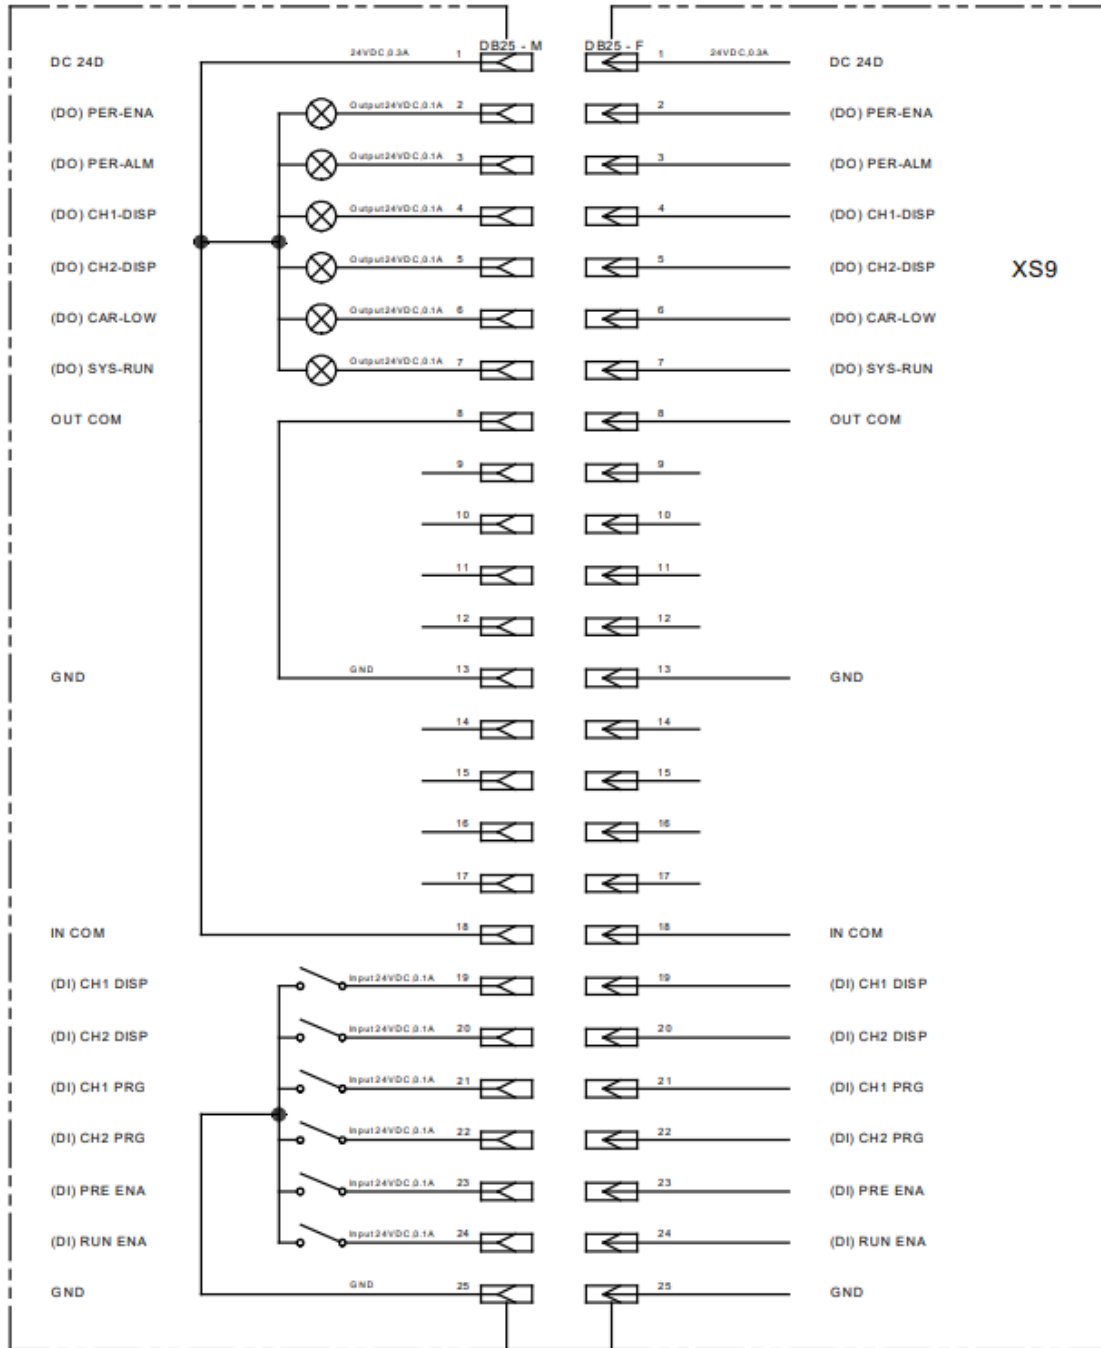 DB25 - M DB25 - F
DC 24D 24VDC,0.3A 1 1 24VDC,0.3A DC 24D
(DO) PER-ENA Output24VDC,0.1A 2 2 (DO) PER-ENA
(DO) PER-ALM Output24VDC,0.1A 3 3 (DO) PER-ALM
(DO) CH1-DISP Output24VDC,0.1A 4 4 (DO) CH1-DISP
(DO) CH2-DISP Output24VDC,0.1A 5 5 (DO) CH2-DISP XS9
(DO) CAR-LOW Output24VDC,0.1A 6 6 (DO) CAR-LOW
(DO) SYS-RUN Output24VDC,0.1A 7 7 (DO) SYS-RUN
OUT COM 8 8 OUT COM
9 9
10 10
11 11
12 12
GND GND 13 13 GND
14 14
15 15
16 16
17 17
IN COM 18 18 IN COM
(DI) CH1 DISP Input24VDC,0.1A 19 19 (DI) CH1 DISP
(DI) CH2 DISP Input24VDC,0.1A 20 20 (DI) CH2 DISP
(DI) CH1 PRG Input24VDC,0.1A 21 21 (DI) CH1 PRG
(DI) CH2 PRG Input24VDC,0.1A 22 22 (DI) CH2 PRG
(DI) PRE ENA Input24VDC,0.1A 23 23 (DI) PRE ENA
(DI) RUN ENA Input24VDC,0.1A 24 24 (DI) RUN ENA
GND GND 25 25 GND